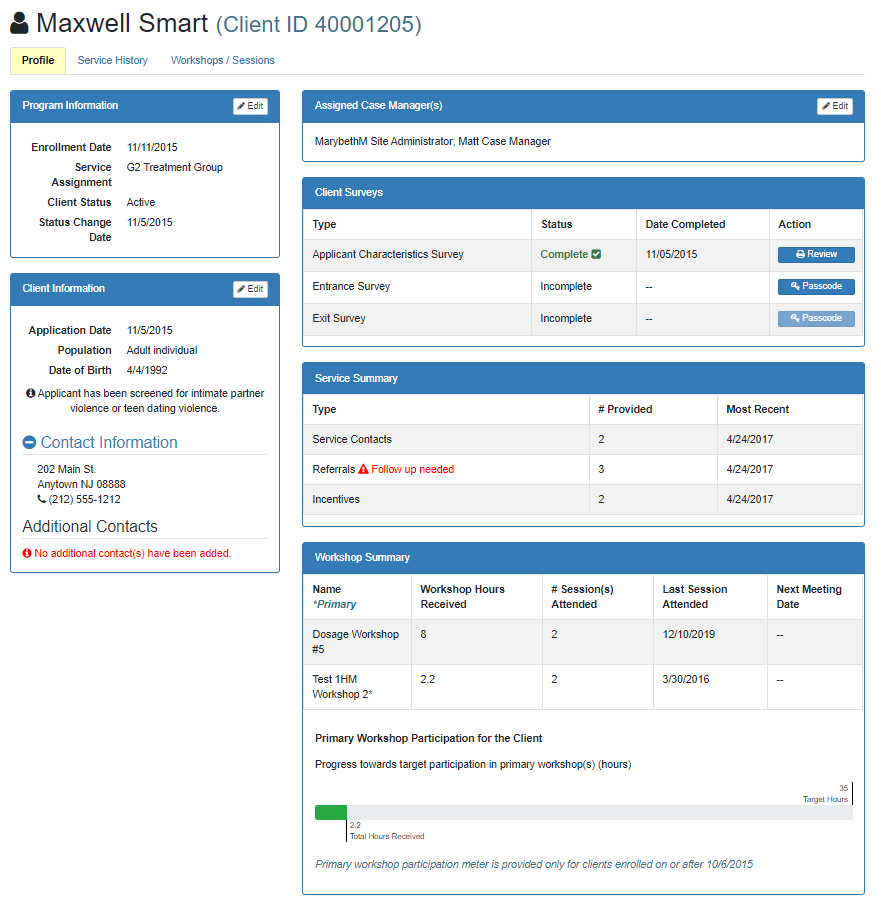 Maxwell Smart (Client ID 40001205)
Profile Service History Workshops / Sessions
Program Information Edit
Enrollment Date 11/11/2015
Service Assignment G2 Treatment Group
Client Status Active
Status Change Date 11/5/2015
Client Information Edit
Application Date 11/5/2015
Population Adult individual
Date of Birth 4/4/1992
Applicant has been screened for intimate partner
violence or teen dating violence.
Contact Information
202 Main St.
Anytown NJ 08888
(212) 555-1212
Additional Contacts
No additional contact(s) have been added.
Assigned Case Manager(s) Edit
MarybethM Site Administrator; Matt Case Manager
Client Surveys
Type Status Date Completed Action
Applicant Characteristics Survey Complete 11/05/2015 Review
Entrance Survey Incomplete -- Passcode
Exit Survey Incomplete -- Passcode
Service Summary
Type # Provided Most Recent
Service Contacts 2 4/24/2017
Referrals Follow up needed 3 4/24/2017
Incentives 2 4/24/2017
Workshop Summary
Name *Primary Workshop Hours Received # Session(s) Attended Last Session Attended Next Meeting Date
Dosage Workshop #5 8 2 12/10/2019 --
Test 1HM Workshop 2* 2.2 2 3/30/2016 --
Primary Workshop Participation for the Client
Progress towards target participation in primary workshop(s) (hours)
35
Target Hours
2.2
Total Hours Received
Primary workshop participation meter is provided only for clients enrolled on or after 10/6/2015